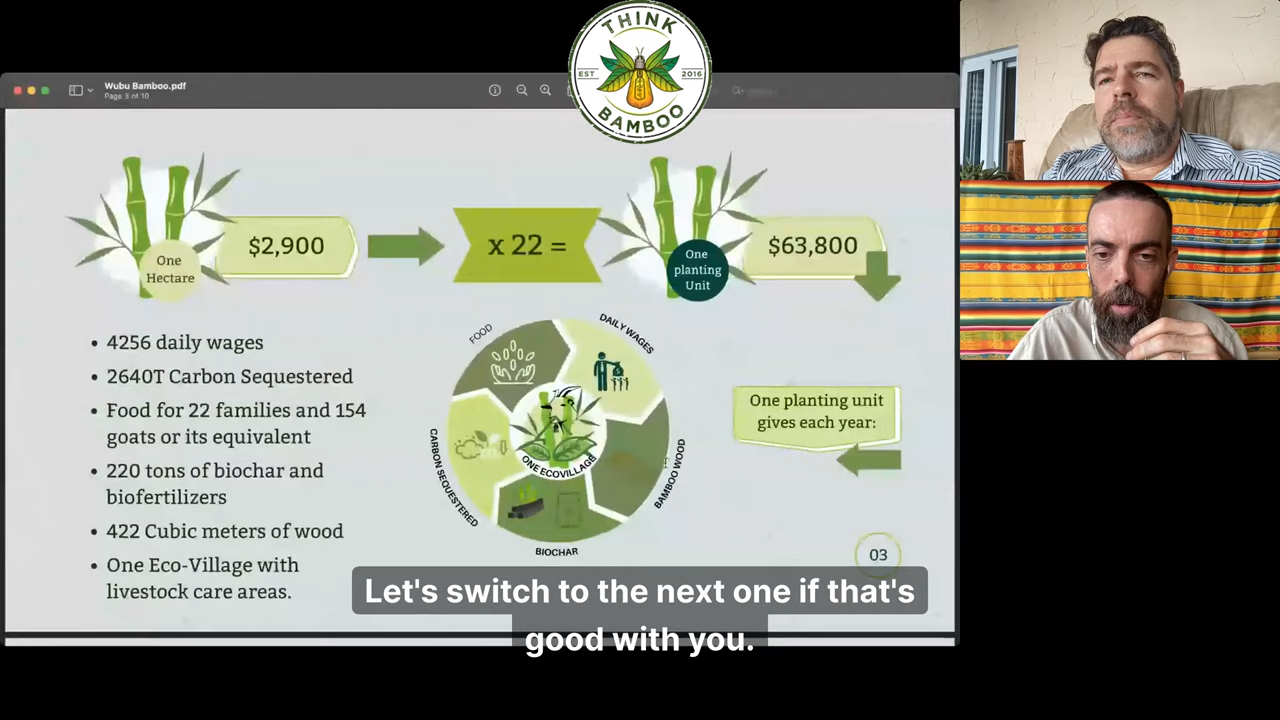 THINK
EST
2016
BAMBOO
Wubu Bamboo.pdf
Page 3 of 10
One
Hectare
$2,900
x 22 =
One
planting
Unit
$63,800
• 4256 daily wages
• 2640T Carbon Sequestered
• Food for 22 families and 154
goats or its equivalent
• 220 tons of biochar and
biofertilizers
• 422 Cubic meters of wood
• One Eco-Village with
livestock care areas.
FOOD
DAILY WAGES
BAMBOO WOOD
BIOCHAR
CARBON SEQUESTERED
ONE ECOVILLAGE
One planting unit
gives each year:
03
Let's switch to the next one if that's
good with you.